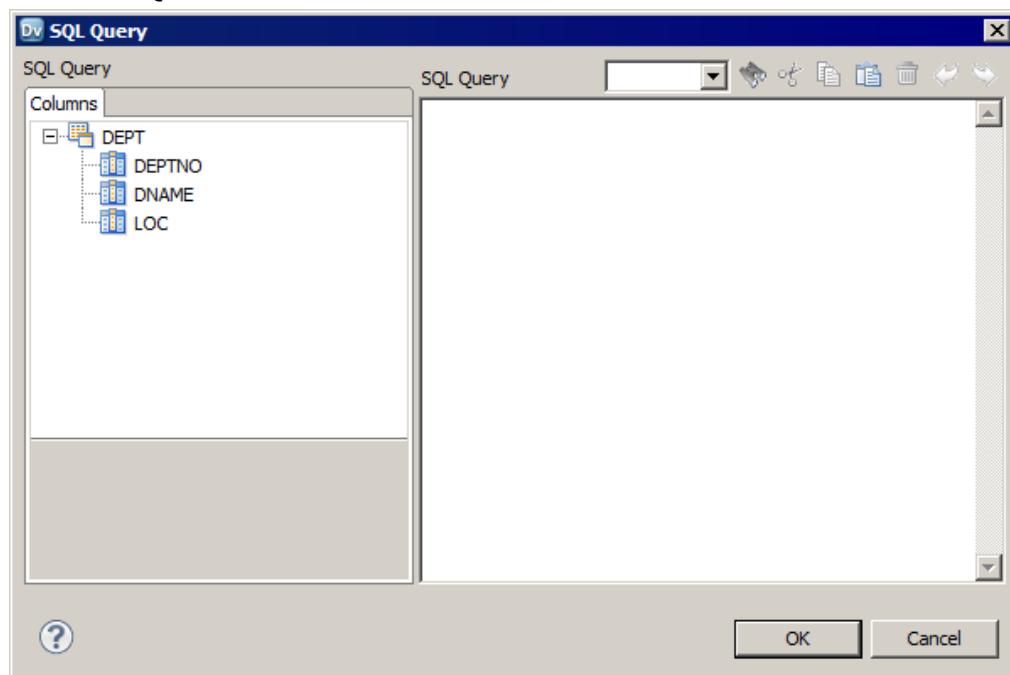 Dv SQL Query
SQL Query
Columns
DEPT
DEPTNO
DNAME
LOC
SQL Query
?
OK
Cancel